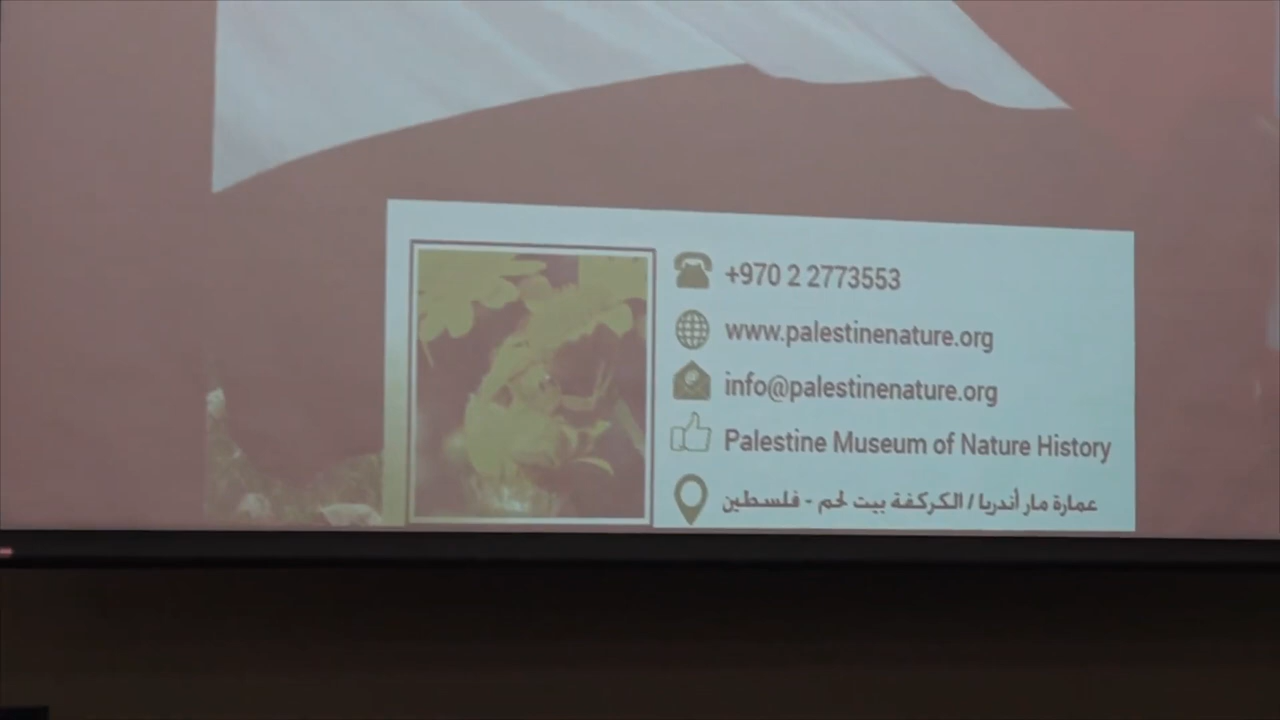 +970 2 2773553
www.palestinenature.org
info@palestinenature.org
Palestine Museum of Nature History
عمارة مار أندريا / الكركفة بيت لحم - فلسطين